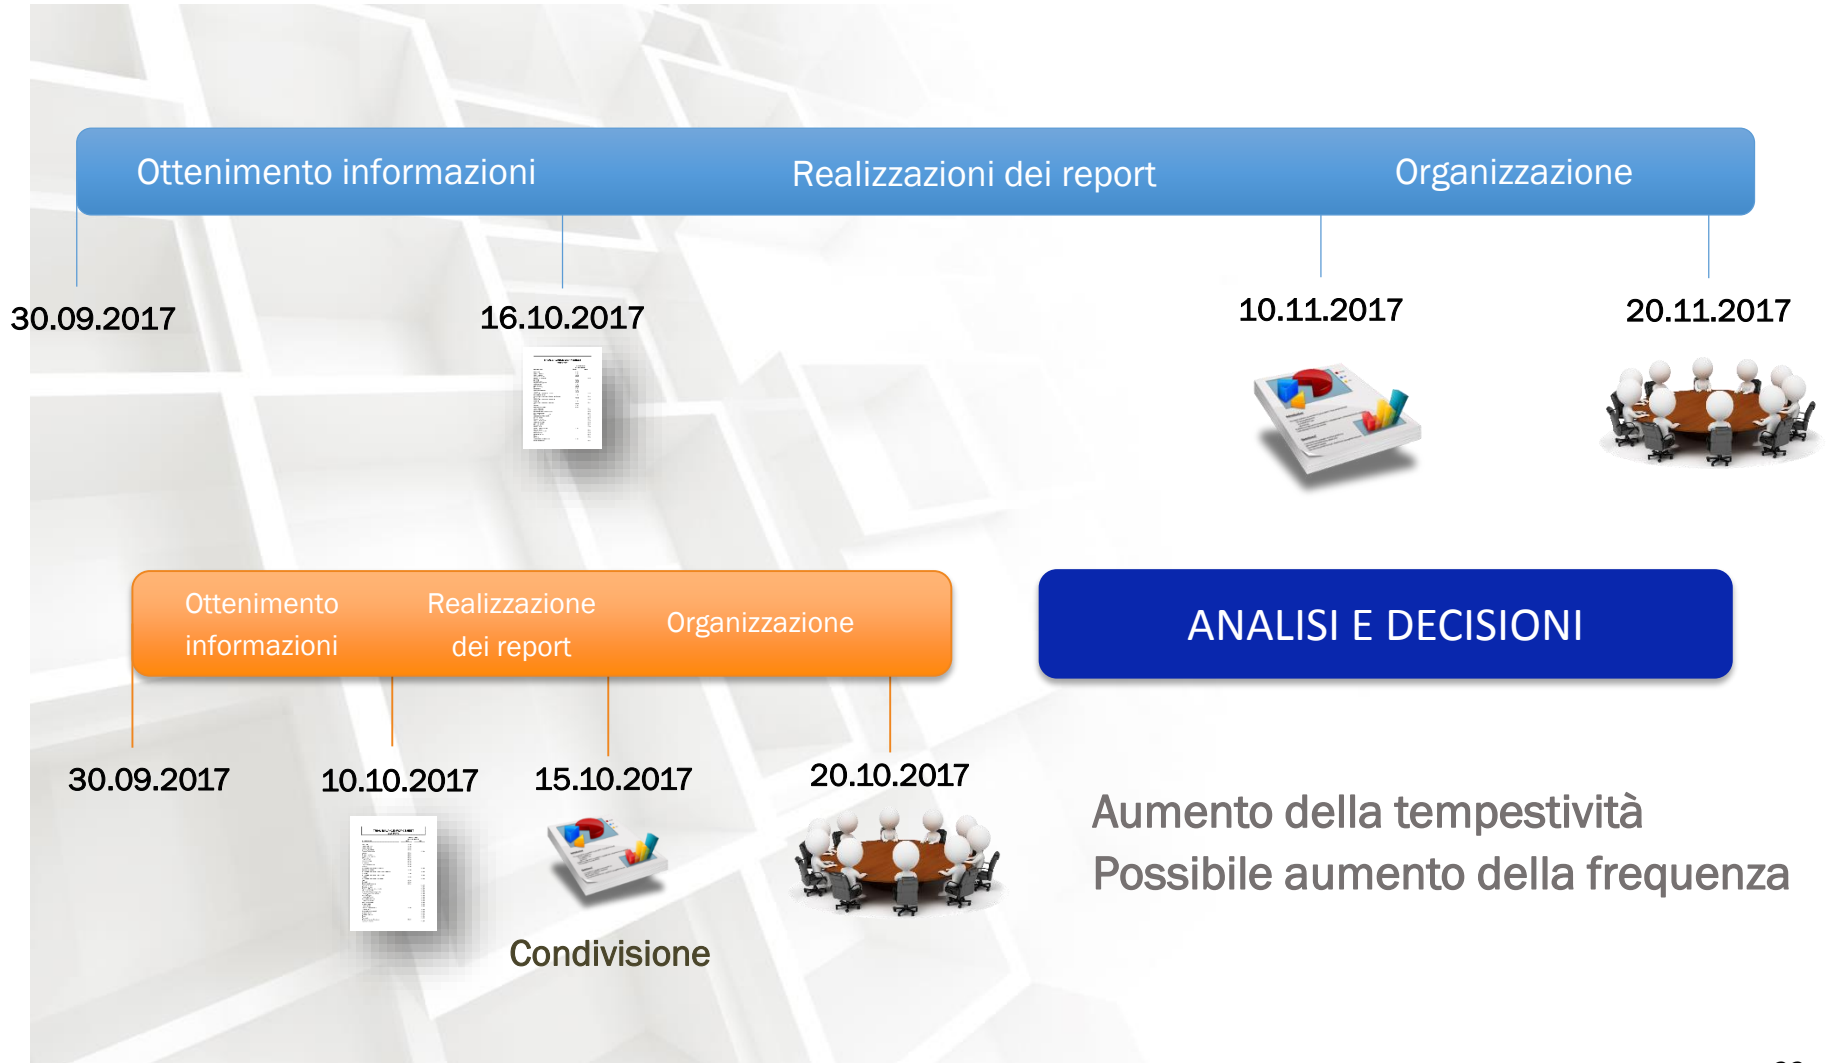 Ottenimento informazioni
Realizzazioni dei report
Organizzazione
30.09.2017
16.10.2017
10.11.2017
20.11.2017
Ottenimento
informazioni
Realizzazione
dei report
Organizzazione
ANALISI E DECISIONI
30.09.2017
10.10.2017
15.10.2017
20.10.2017
Aumento della tempestività
Possibile aumento della frequenza
Condivisione